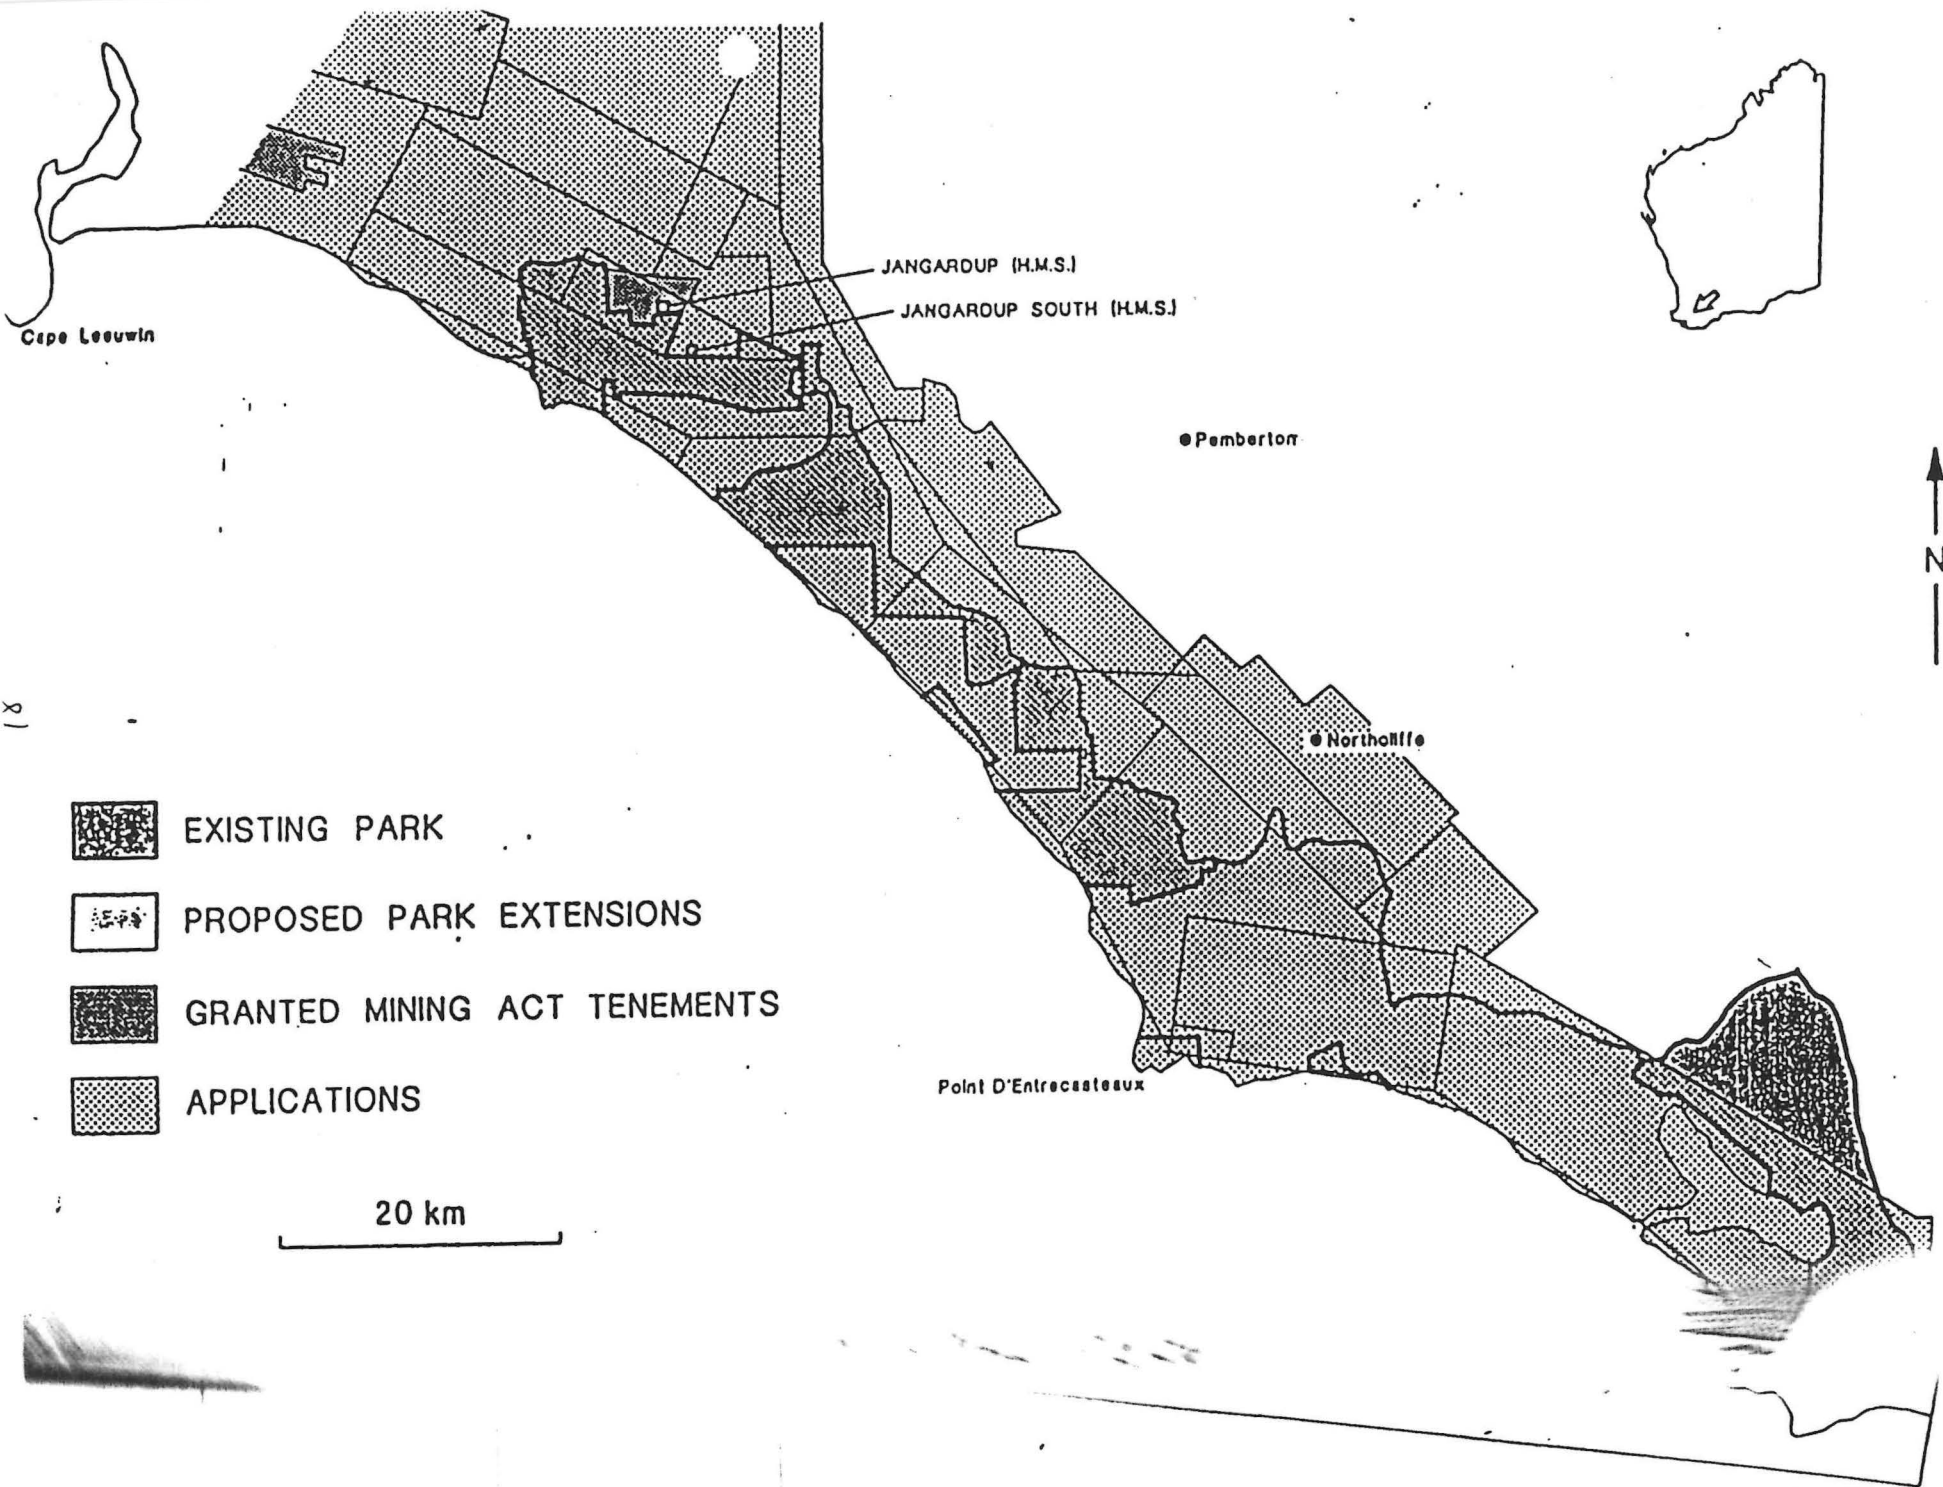 JANGARDUP (H.M.S.)
JANGARDUP SOUTH (H.M.S.)
Cape Leeuwin
Pemberton
N
Northcliffe
81
EXISTING PARK
PROPOSED PARK EXTENSIONS
GRANTED MINING ACT TENEMENTS
APPLICATIONS
Point D'Entrecasteaux
20 km